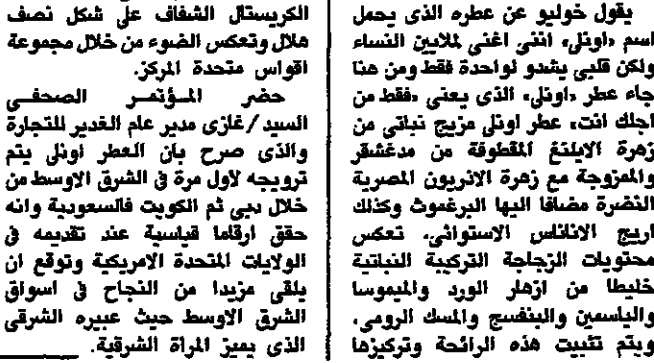 يقول خوليو عن عطره الذى يحمل
اسم «اونلى» اننى اغنى لملايين النساء
ولكن قلبى يشدو لواحدة فقط ومن هنا
جاء عطر «اونلى» الذى يعنى «فقط من
اجلك انت» عطر اونلى مزيج نباتى من
زهرة الايلنغ المقطوفة من مدغشقر
والممزوجة مع زهرة الاذريون المصرية
النضرة مضافا اليها البرغموث وكذلك
اريج الاناناس الاستوائى. تعكس
محتويات الزجاجة التركيبة النباتية
خليطا من ازهار الورد والميموسا
والياسمين والبنفسج والمسك الرومى.
ويتم تثبيت هذه الرائحة وتركيزها
الكريستال الشفاف على شكل نصف
هلال وتعكس الضوء من خلال مجموعة
اقواس متحدة المركز.
حضر المؤتمر الصحفى
السيد/غازى مدير عام الغدير للتجارة
والذى صرح بان العطر اونلى يتم
ترويجه لأول مرة فى الشرق الاوسط من
خلال دبى ثم الكويت فالسعودية وانه
حقق ارقاما قياسية عند تقديمه فى
الولايات المتحدة الامريكية وتوقع ان
يلقى مزيدا من النجاح فى اسواق
الشرق الاوسط حيث عبيره الشرقى
الذى يميز المراة الشرقية.